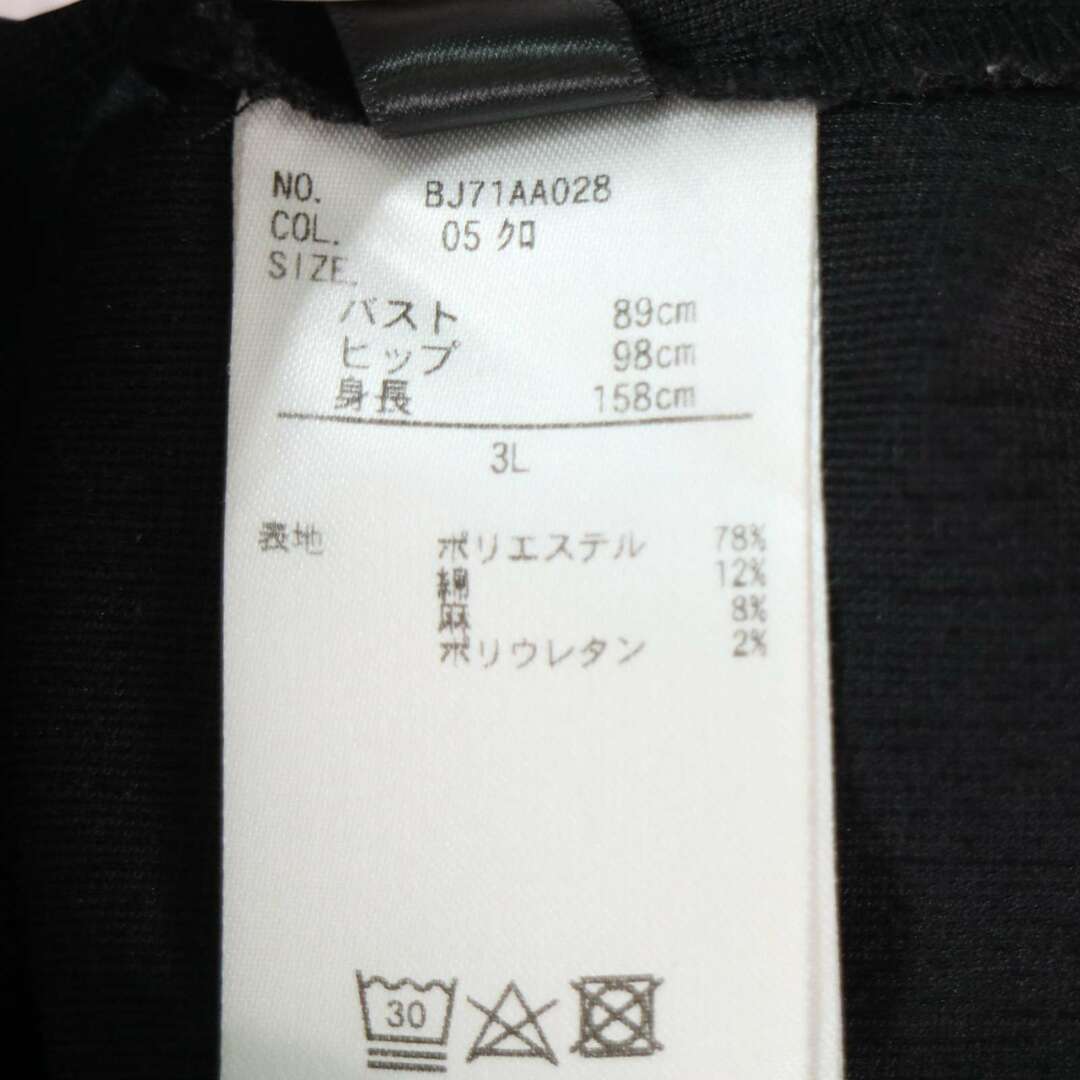 NO. BJ71AA028
COL. 05 クロ
SIZE.
バスト 89cm
ヒップ 98cm
身長 158cm
3L
表地 ポリエステル 78%
綿 12%
麻 8%
ポリウレタン 2%
30